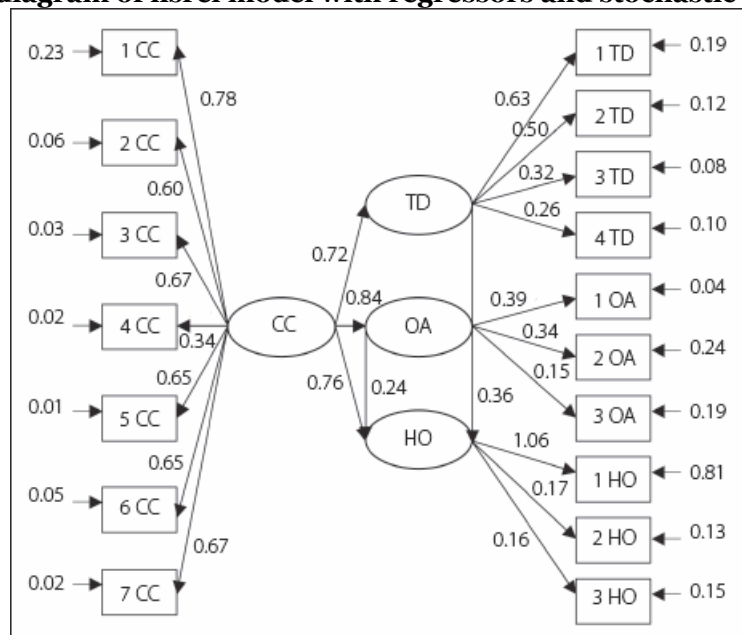 diagram of lisrel model with regressors and stochastic
0.23 1 CC 0.78
0.06 2 CC 0.60
0.03 3 CC 0.67
0.02 4 CC 0.34
0.01 5 CC 0.65
0.05 6 CC 0.65
0.02 7 CC 0.67
CC
0.72 TD
0.84 OA
0.76 0.24 HO
0.36
0.63 1 TD 0.19
0.50 2 TD 0.12
0.32 3 TD 0.08
0.26 4 TD 0.10
0.39 1 OA 0.04
0.34 2 OA 0.24
0.15 3 OA 0.19
1.06 1 HO 0.81
0.17 2 HO 0.13
0.16 3 HO 0.15